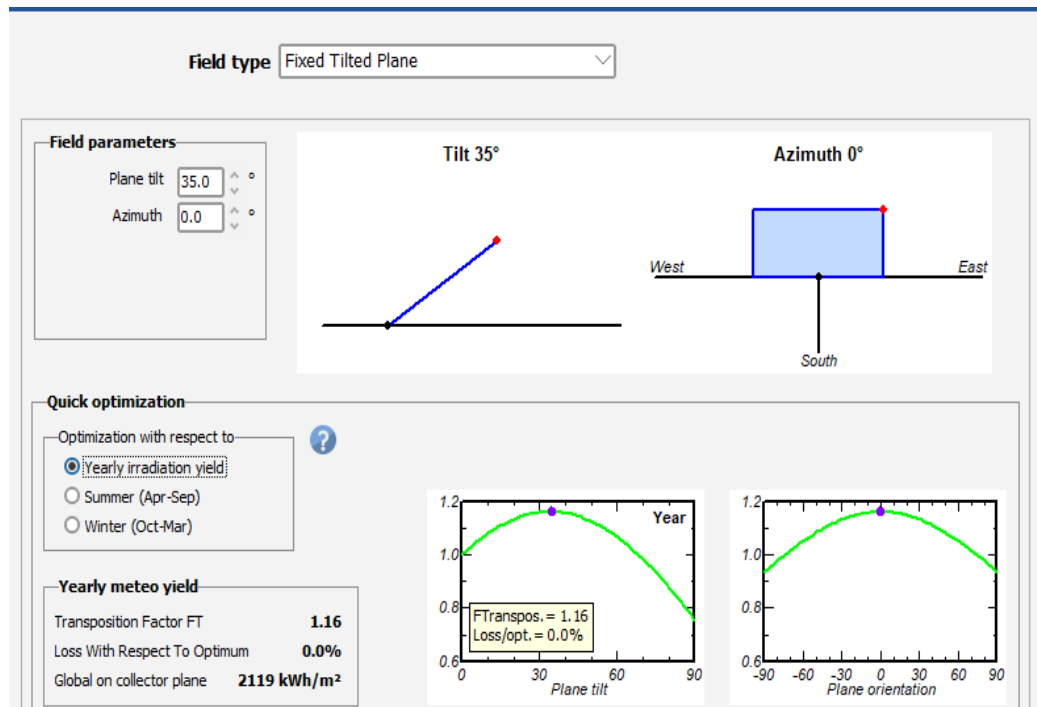 Field type Fixed Tilted Plane
Field parameters
Plane tilt 35.0 °
Azimuth 0.0 °
Tilt 35°
Azimuth 0°
West
East
South
Quick optimization
Optimization with respect to
Yearly irradiation yield
Summer (Apr-Sep)
Winter (Oct-Mar)
?
Yearly meteo yield
Transposition Factor FT 1.16
Loss With Respect To Optimum 0.0%
Global on collector plane 2119 kWh/m²
1.2
1.0
0.8
0.6
Year
FTranspos.= 1.16
Loss/opt.= 0.0%
0 30 60 90
Plane tilt
1.2
1.0
0.8
0.6
-90 -60 -30 0 30 60 90
Plane orientation